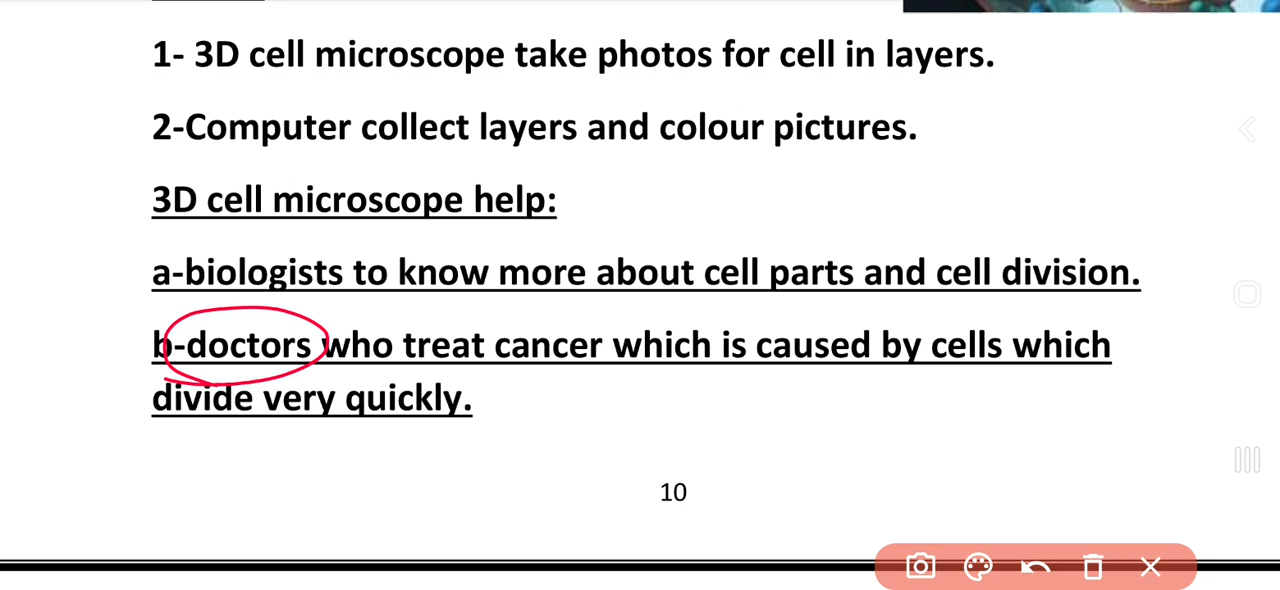 1- 3D cell microscope take photos for cell in layers.
2-Computer collect layers and colour pictures.
3D cell microscope help:
a-biologists to know more about cell parts and cell division.
b-doctors who treat cancer which is caused by cells which
divide very quickly.
10